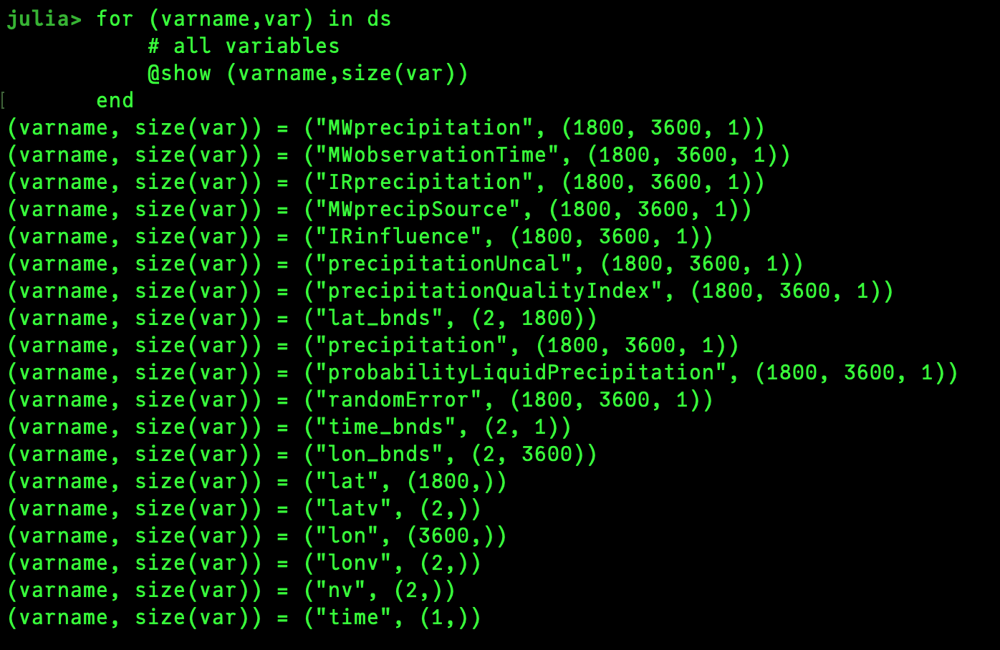 julia> for (varname,var) in ds
# all variables
@show (varname,size(var))
[ end
(varname, size(var)) = ("MWprecipitation", (1800, 3600, 1))
(varname, size(var)) = ("MWobservationTime", (1800, 3600, 1))
(varname, size(var)) = ("IRprecipitation", (1800, 3600, 1))
(varname, size(var)) = ("MWprecipSource", (1800, 3600, 1))
(varname, size(var)) = ("IRinfluence", (1800, 3600, 1))
(varname, size(var)) = ("precipitationUncal", (1800, 3600, 1))
(varname, size(var)) = ("precipitationQualityIndex", (1800, 3600, 1))
(varname, size(var)) = ("lat_bnds", (2, 1800))
(varname, size(var)) = ("precipitation", (1800, 3600, 1))
(varname, size(var)) = ("probabilityLiquidPrecipitation", (1800, 3600, 1))
(varname, size(var)) = ("randomError", (1800, 3600, 1))
(varname, size(var)) = ("time_bnds", (2, 1))
(varname, size(var)) = ("lon_bnds", (2, 3600))
(varname, size(var)) = ("lat", (1800,))
(varname, size(var)) = ("latv", (2,))
(varname, size(var)) = ("lon", (3600,))
(varname, size(var)) = ("lonv", (2,))
(varname, size(var)) = ("nv", (2,))
(varname, size(var)) = ("time", (1,))